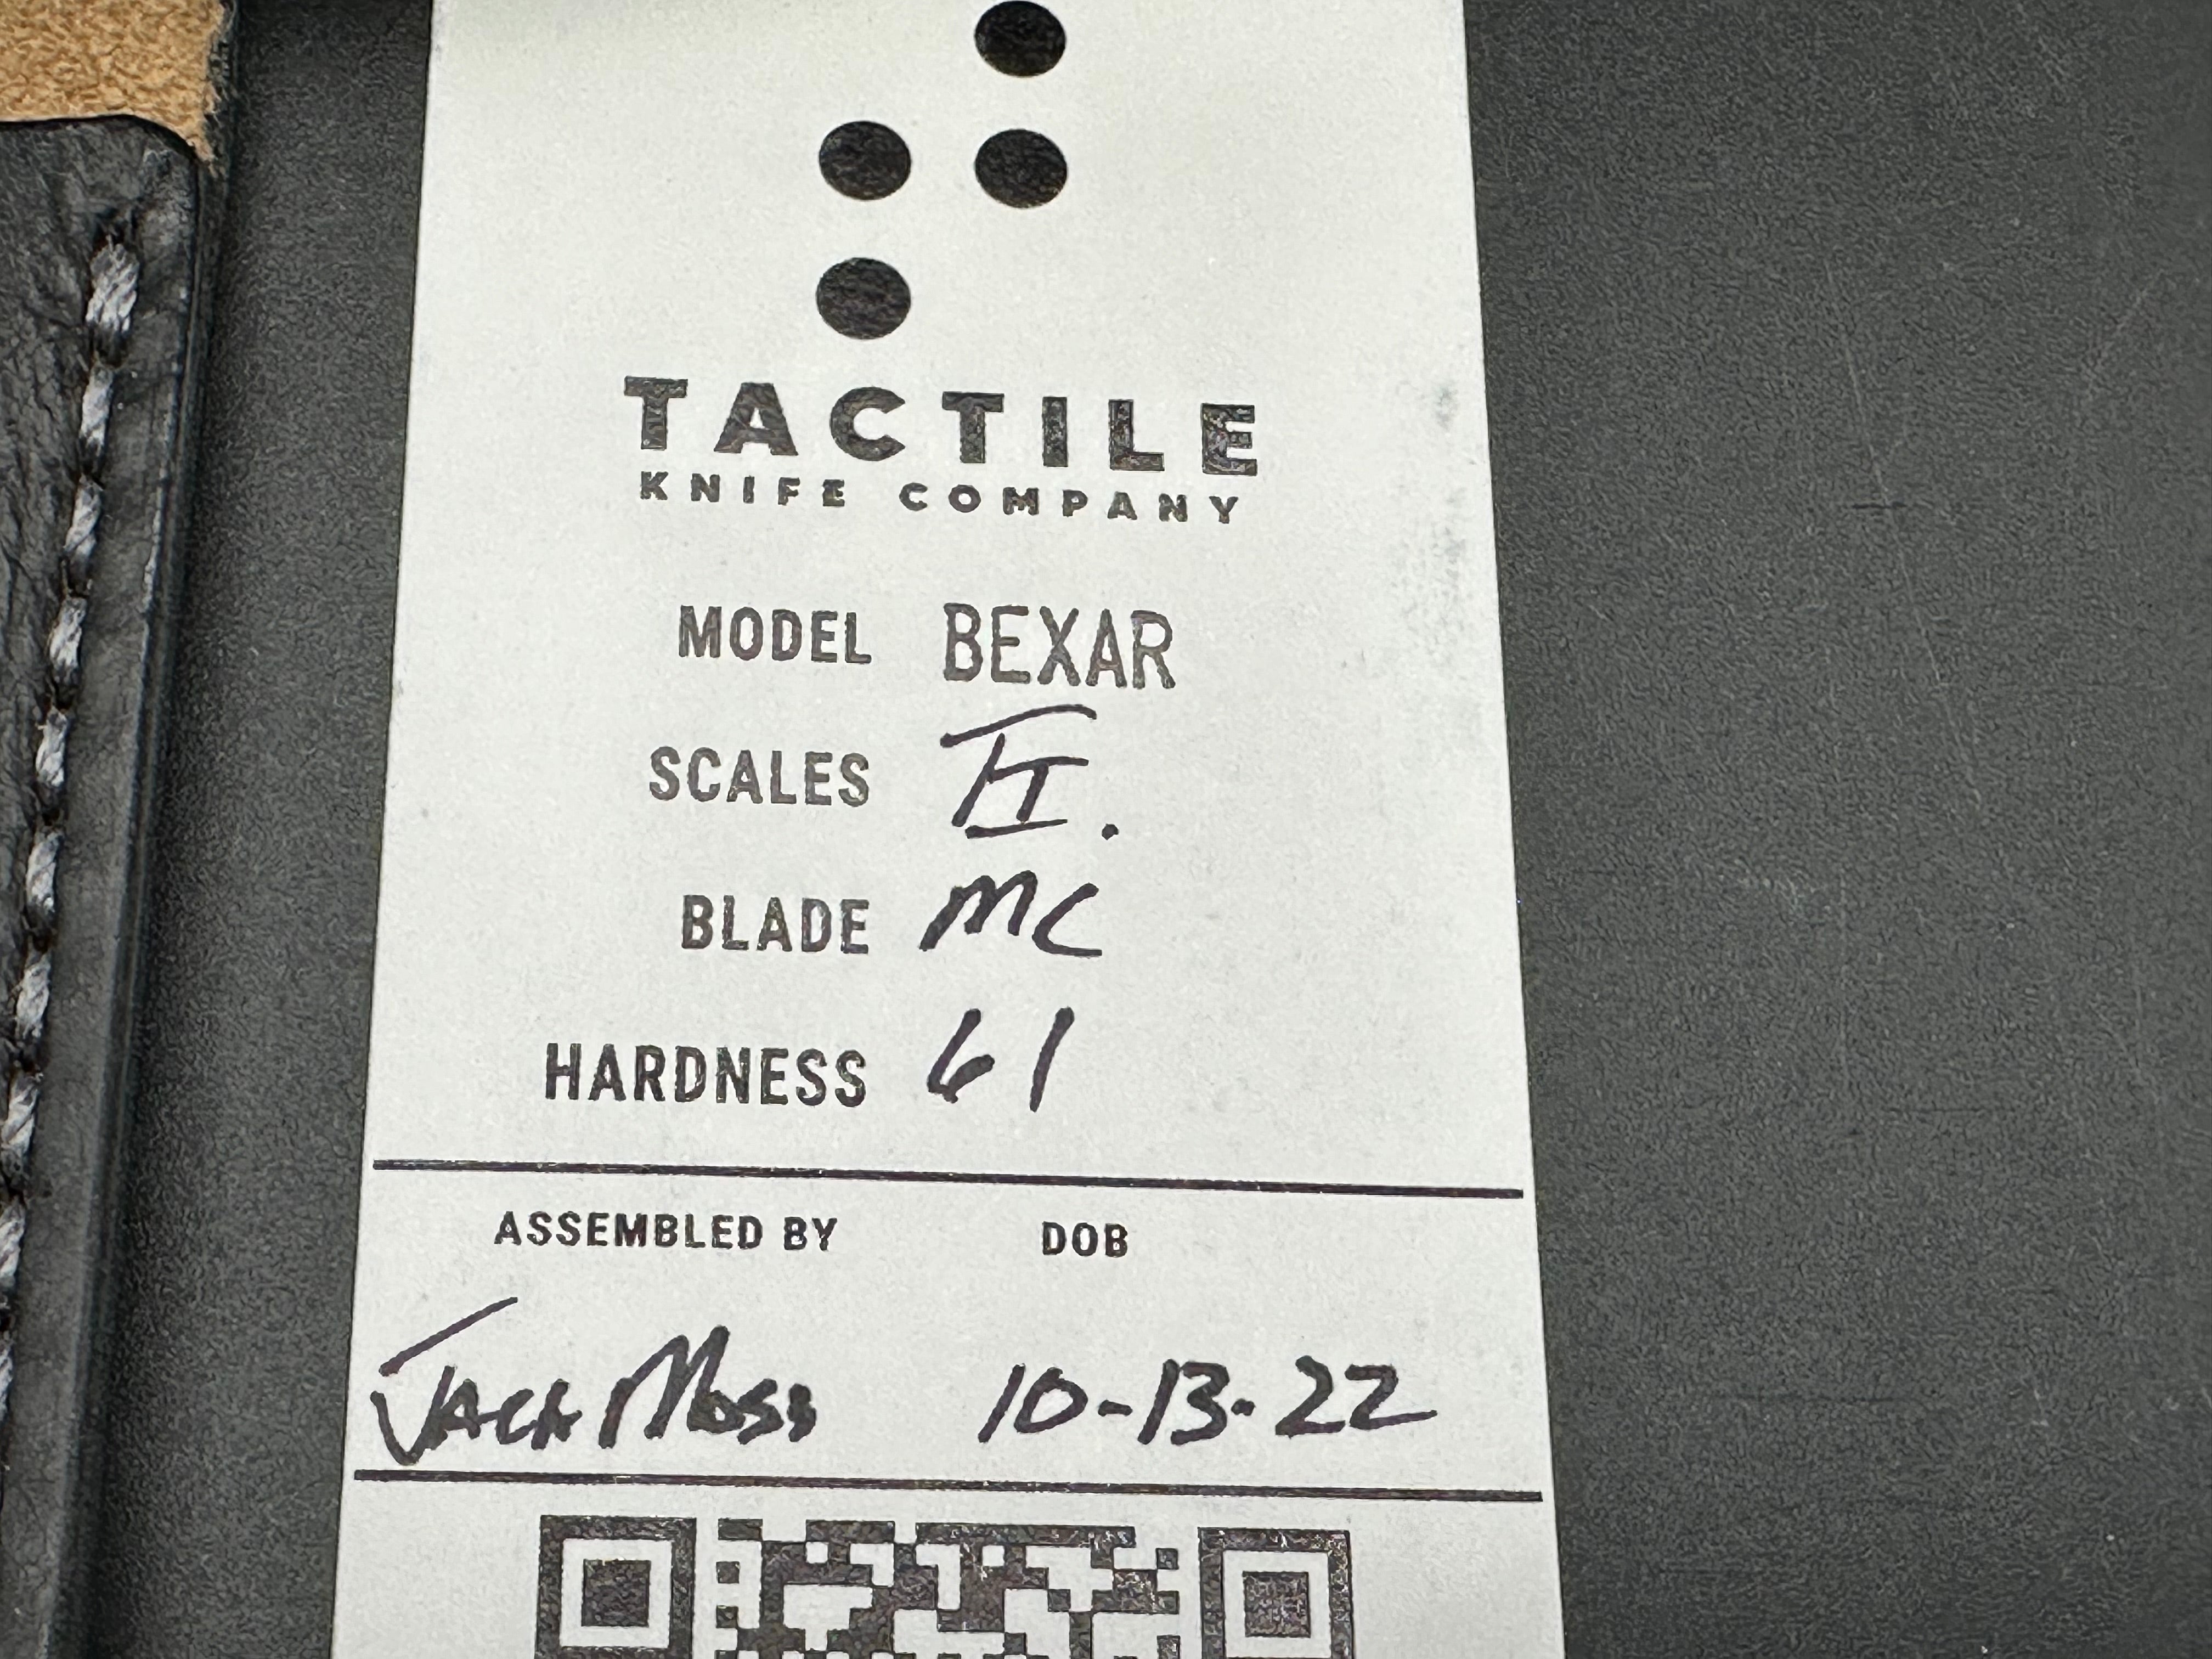 TACTILE
KNIFE COMPANY
MODEL BEXAR
SCALES TI.
BLADE MC
HARDNESS 61
ASSEMBLED BY DOB
Jack Moss 10-13-22